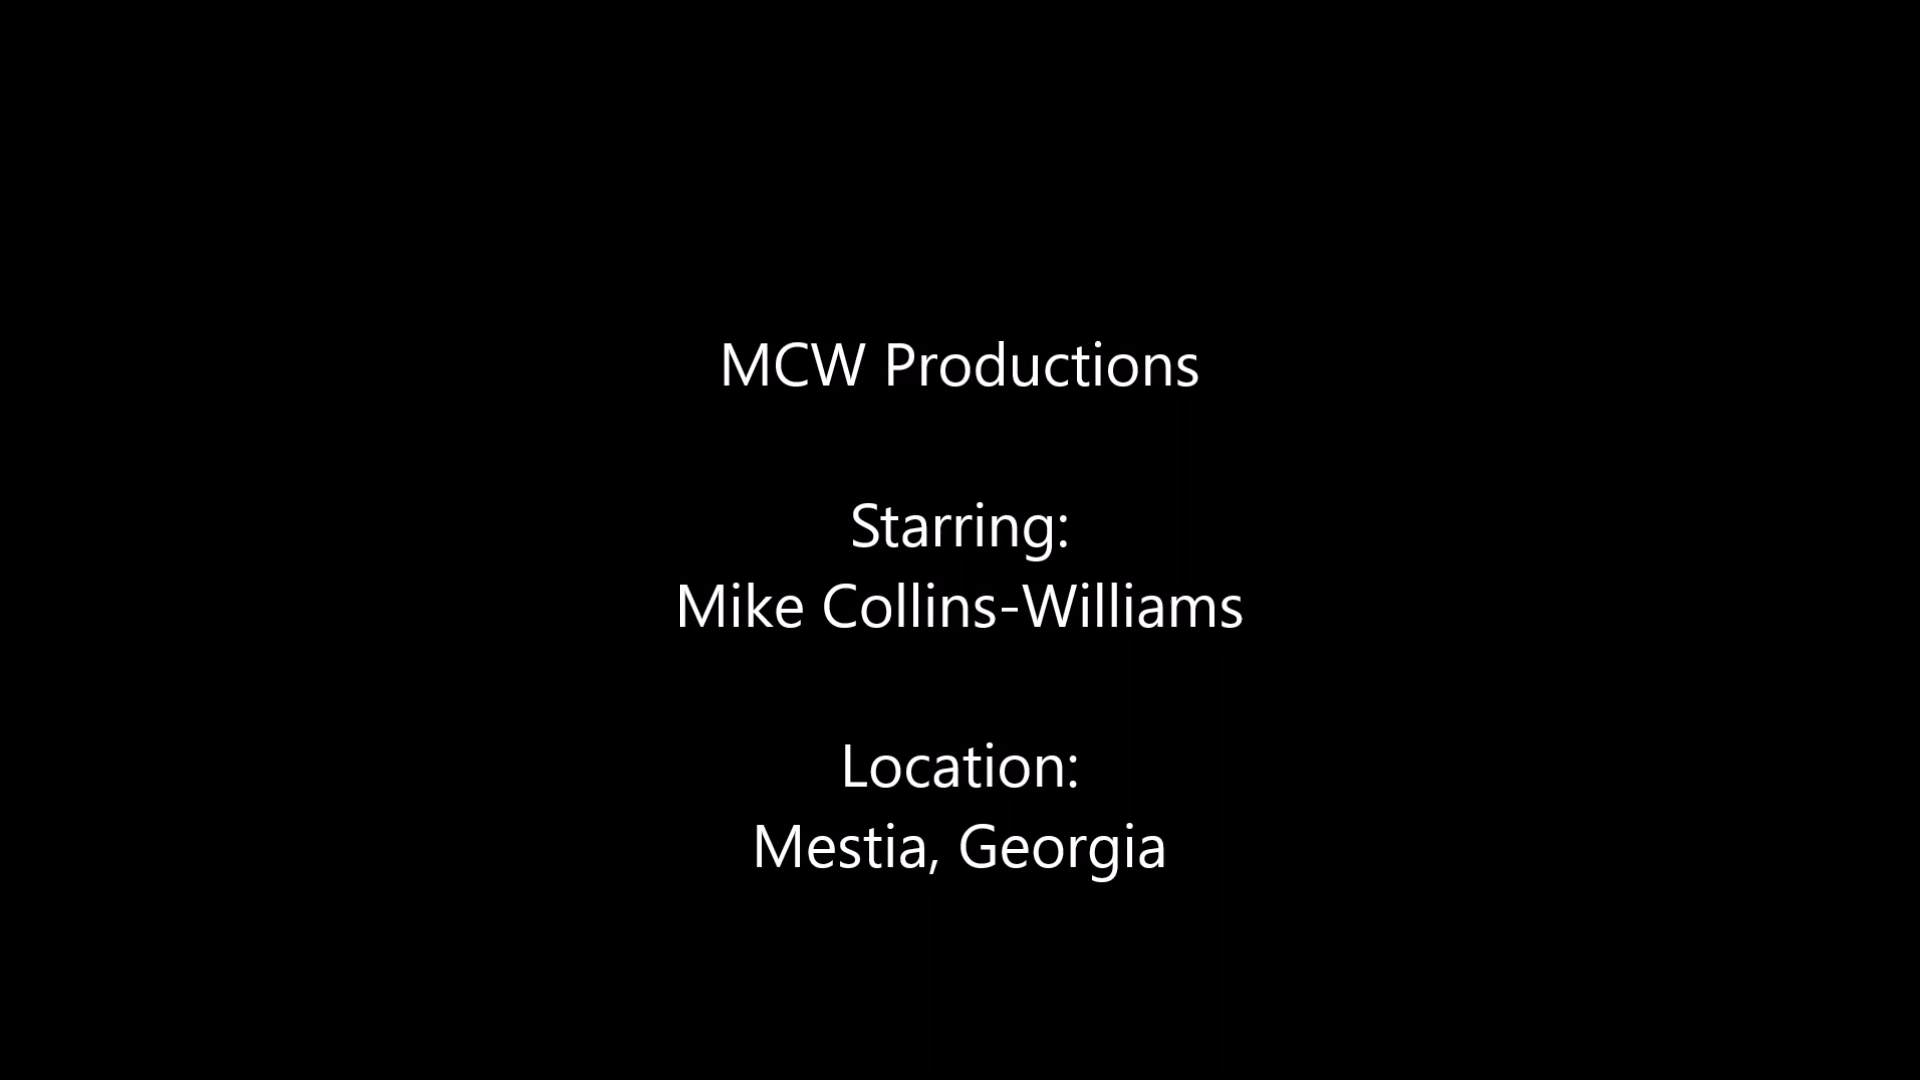 MCW Productions
Starring:
Mike Collins-Williams
Location:
Mestia, Georgia